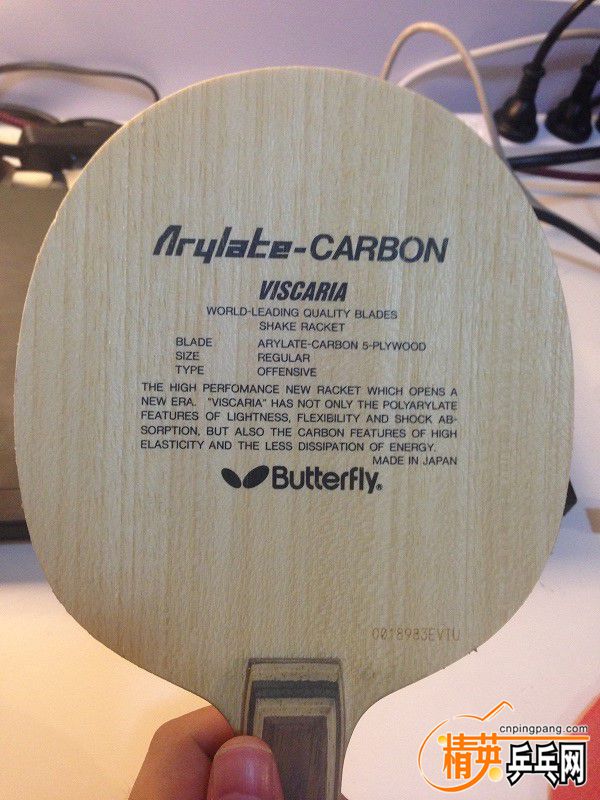 Arylate-CARBON
VISCARIA
WORLD-LEADING QUALITY BLADES
SHAKE RACKET
BLADE ARYLATE-CARBON 5-PLYWOOD
SIZE REGULAR
TYPE OFFENSIVE
THE HIGH PERFOMANCE NEW RACKET WHICH OPENS A
NEW ERA. "VISCARIA" HAS NOT ONLY THE POLYARYLATE
FEATURES OF LIGHTNESS, FLEXIBILITY AND SHOCK AB-
SORPTION, BUT ALSO THE CARBON FEATURES OF HIGH
ELASTICITY AND THE LESS DISSIPATION OF ENERGY.
MADE IN JAPAN
Butterfly®
0018983EVTU
cnpingpang.com
精英乒乓网